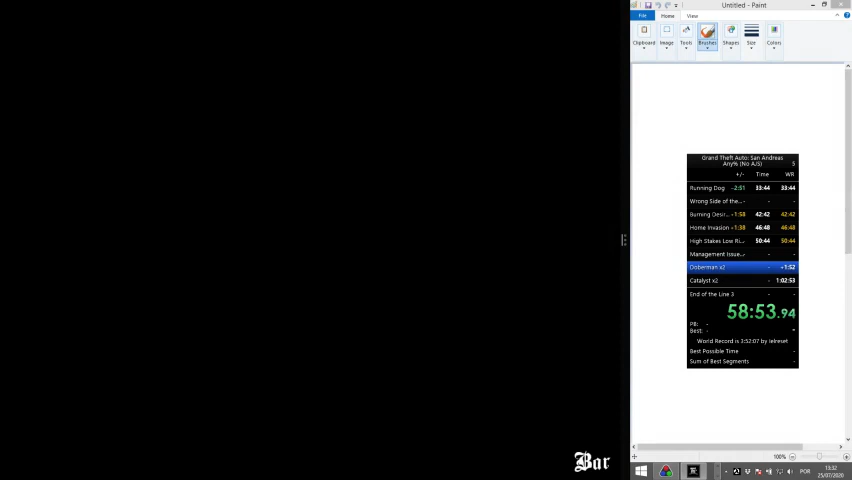 Untitled - Paint
File
Home
View
Clipboard
Image
Tools
Brushes
Shapes
Size
Colors
Grand Theft Auto: San Andreas
Any% (No AJS) 5
+/- Time WR
Running Dog -2:51 33:44 33:44
Wrong Side of the... - - -
Burning Desir... +1:58 42:42 42:42
Home Invasion +1:38 46:48 46:48
High Stakes Low Ri... 50:44 50:44
Management Issue... - - -
Doberman x2 - +1:52
Catalyst x2 - 1:02:53
End of the Line 3 - -
58:53.94
PB: -
Best: -
World Record is 3:52:07 by lelreset
Best Possible Time -
Sum of Best Segments -
Bar
100%
POR
13:32
25/07/2020